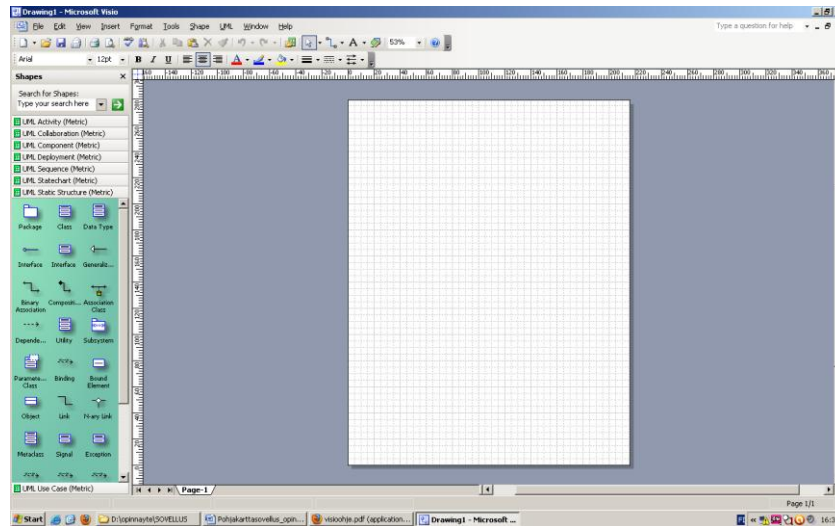 Drawing1 - Microsoft Visio
File Edit View Insert Format Tools Shape UML Window Help
Type a question for help
53%
Arial 12pt B I U
Shapes
Search for Shapes:
Type your search here
UML Activity (Metric)
UML Collaboration (Metric)
UML Component (Metric)
UML Deployment (Metric)
UML Sequence (Metric)
UML Statechart (Metric)
UML Static Structure (Metric)
Package Class Data Type
Interface Interface Generaliz...
Binary Association Composit... Association Class
Depende... Utility Subsystem
Paramete... Class Binding Bound Element
Object Link N-ary Link
Metaclass Signal Exception
UML Use Case (Metric)
Page-1
Page 1/1
Start D:\opinnayte\SOVELLUS Pohjakarttasovellus_opin... visioohje.pdf (application... Drawing1 - Microsoft ...